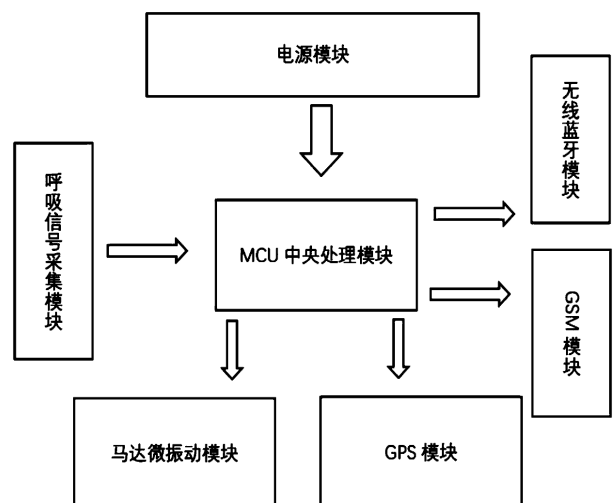 电源模块
无线蓝牙模块
呼吸信号采集模块
MCU 中央处理模块
GSM 模块
马达微振动模块
GPS 模块